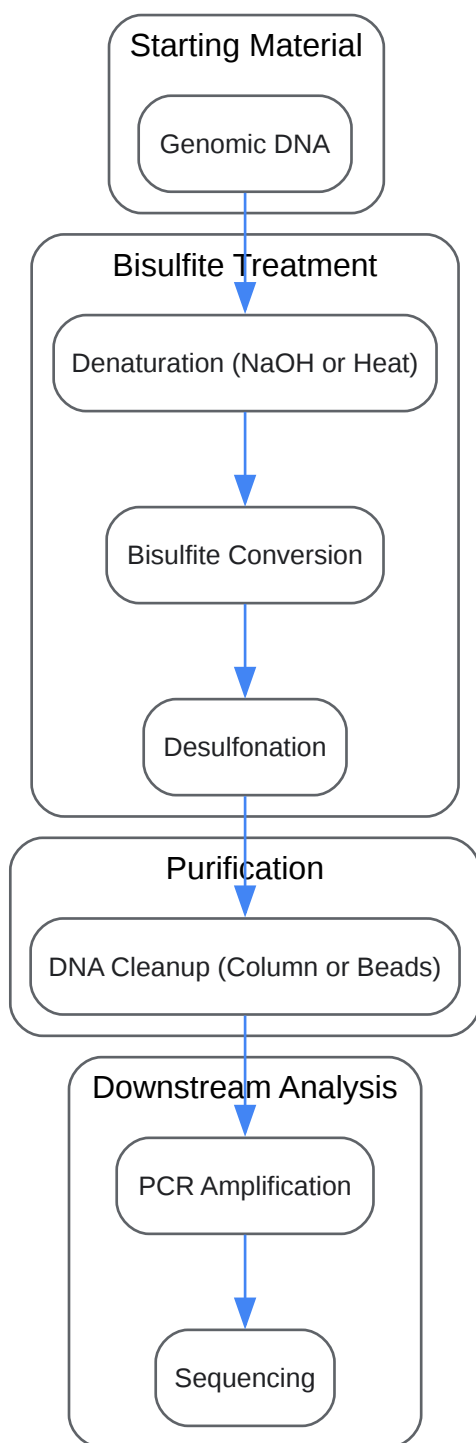 Starting Material
Genomic DNA
Bisulfite Treatment
Denaturation (NaOH or Heat)
Bisulfite Conversion
Desulfonation
Purification
DNA Cleanup (Column or Beads)
Downstream Analysis
PCR Amplification
Sequencing